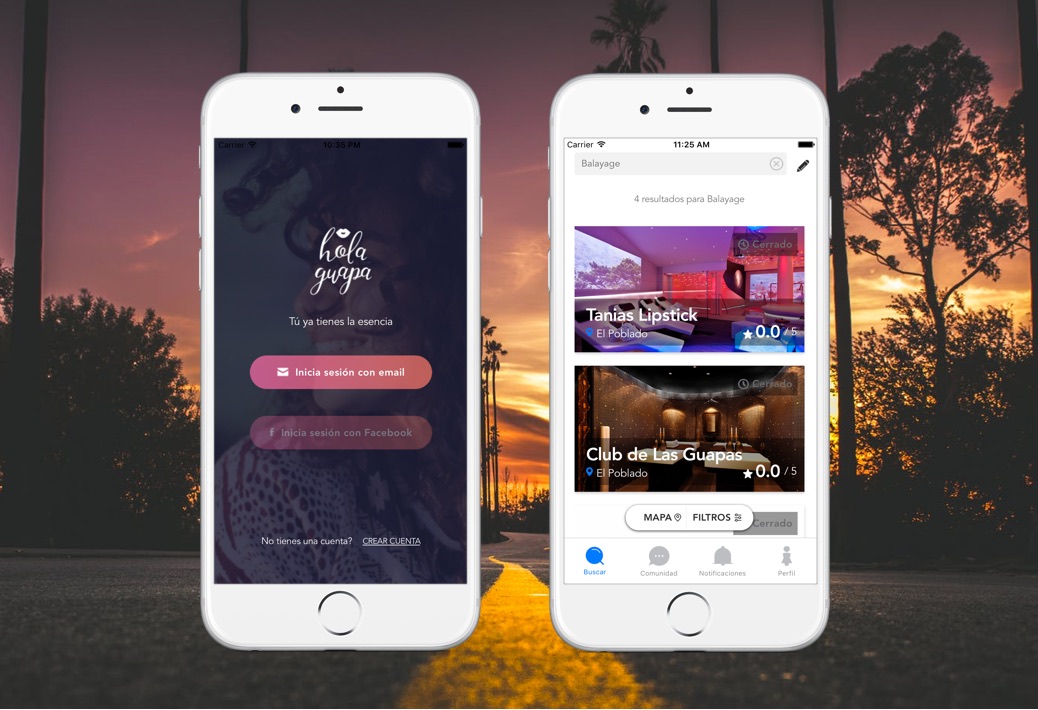 Carrier 10:35 PM
hola
guapa
Tú ya tienes la esencia
Inicia sesión con email
f Inicia sesión con Facebook
No tienes una cuenta? CREAR CUENTA
Carrier 11:25 AM
Balayage
4 resultados para Balayage
Cerrado
Tanias Lipstick
El Poblado
0.0 / 5
Cerrado
Club de Las Guapas
El Poblado
0.0 / 5
MAPA FILTROS
Cerrado
Buscar Comunidad Notificaciones Perfil